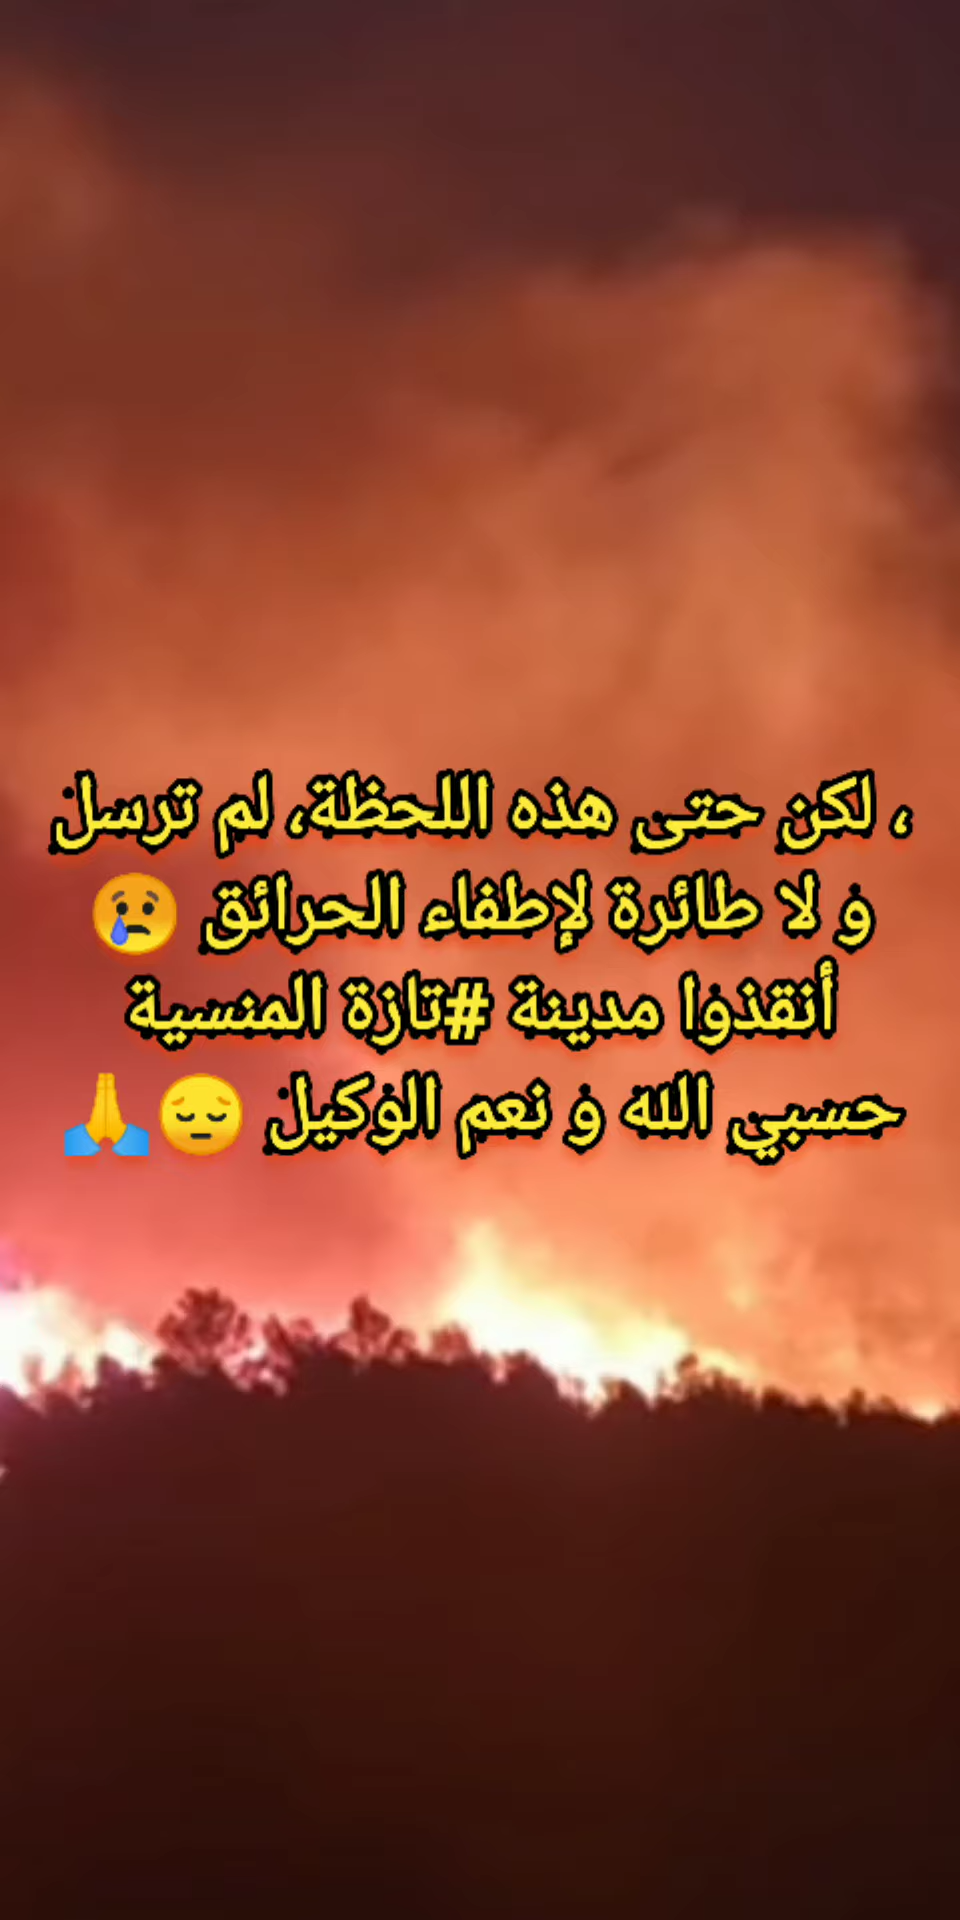 ، لكن حتى هذه اللحظة، لم ترسل
و لا طائرة لإطفاء الحرائق 😢
أنقذوا مدينة #تازة المنسية
حسبي الله و نعم الوكيل 😔🙏